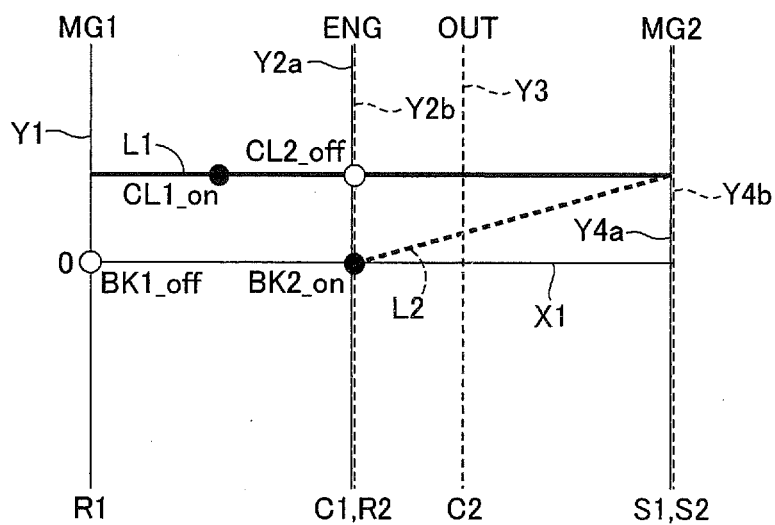 MG1 ENG OUT MG2
Y2a
Y3
Y2b
Y1
L1 CL2_off
CL1_on
Y4b
Y4a
0
BK1_off BK2_on
L2
X1
R1 C1,R2 C2 S1,S2